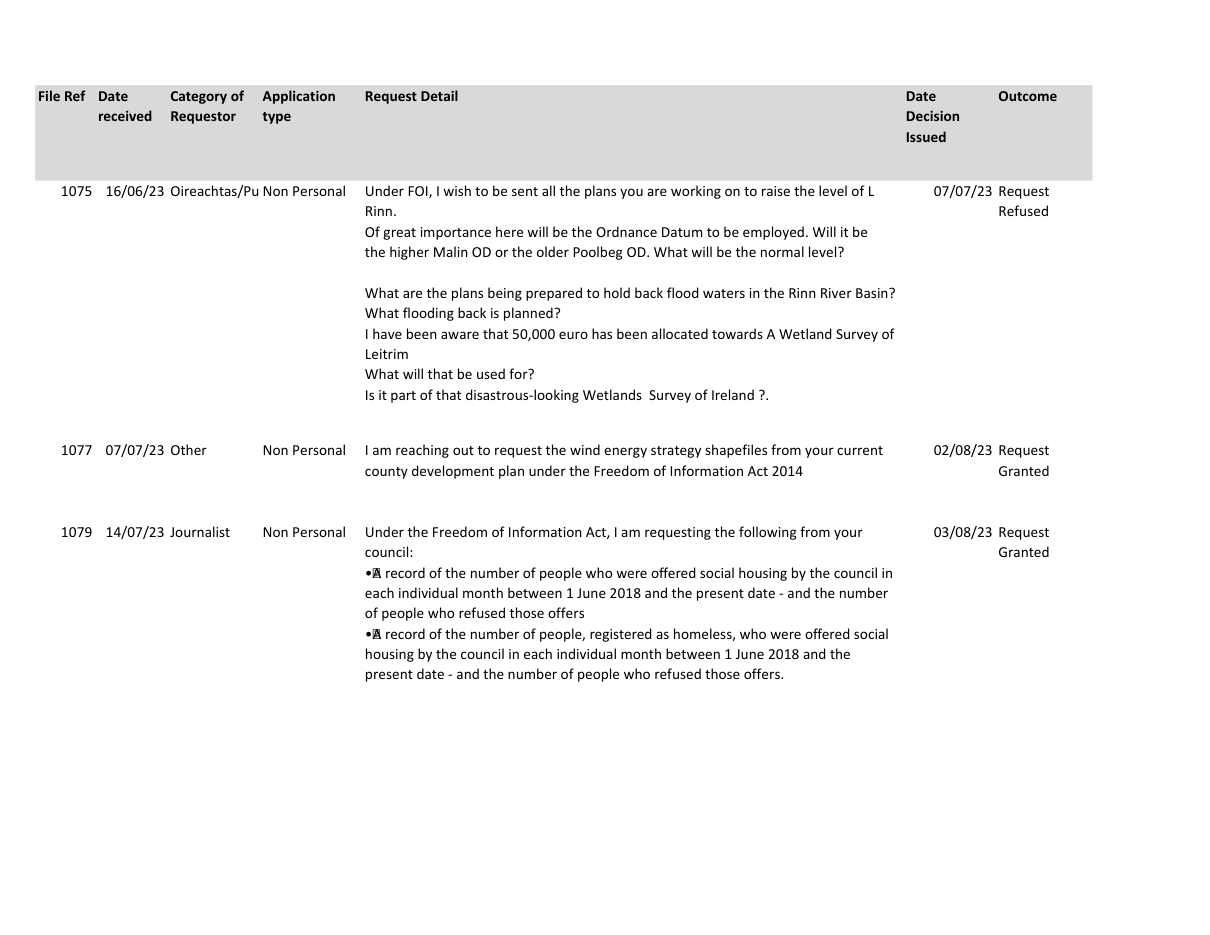 File Ref Date received Category of Requestor Application type Request Detail Date Decision Issued Outcome
1075 16/06/23 Oireachtas/Pu Non Personal Under FOI, I wish to be sent all the plans you are working on to raise the level of L 07/07/23 Request
Rinn. Refused
Of great importance here will be the Ordnance Datum to be employed. Will it be
the higher Malin OD or the older Poolbeg OD. What will be the normal level?
What are the plans being prepared to hold back flood waters in the Rinn River Basin?
What flooding back is planned?
I have been aware that 50,000 euro has been allocated towards A Wetland Survey of
Leitrim
What will that be used for?
Is it part of that disastrous-looking Wetlands  Survey of Ireland ?.
1077 07/07/23 Other Non Personal I am reaching out to request the wind energy strategy shapefiles from your current 02/08/23 Request
county development plan under the Freedom of Information Act 2014 Granted
1079 14/07/23 Journalist Non Personal Under the Freedom of Information Act, I am requesting the following from your 03/08/23 Request
council: Granted
•A record of the number of people who were offered social housing by the council in
each individual month between 1 June 2018 and the present date - and the number
of people who refused those offers
•A record of the number of people, registered as homeless, who were offered social
housing by the council in each individual month between 1 June 2018 and the
present date - and the number of people who refused those offers.